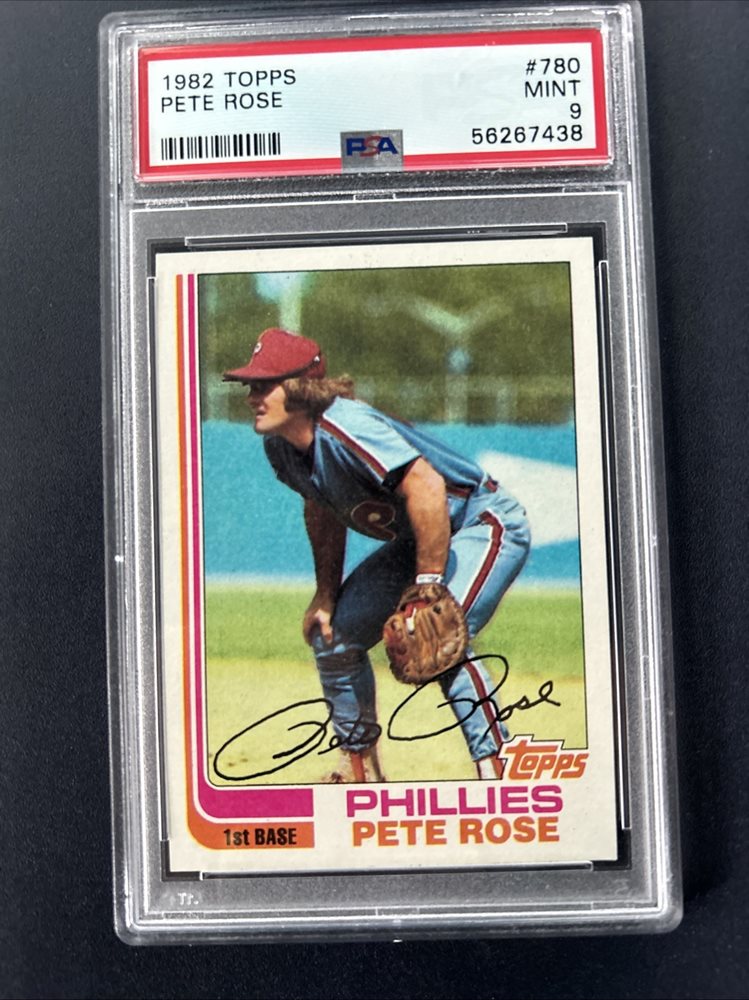 1982 TOPPS
#780
PETE ROSE
MINT
9
PSA
56267438
P
Pete Rose
TOPPS
PHILLIES
1st BASE
PETE ROSE